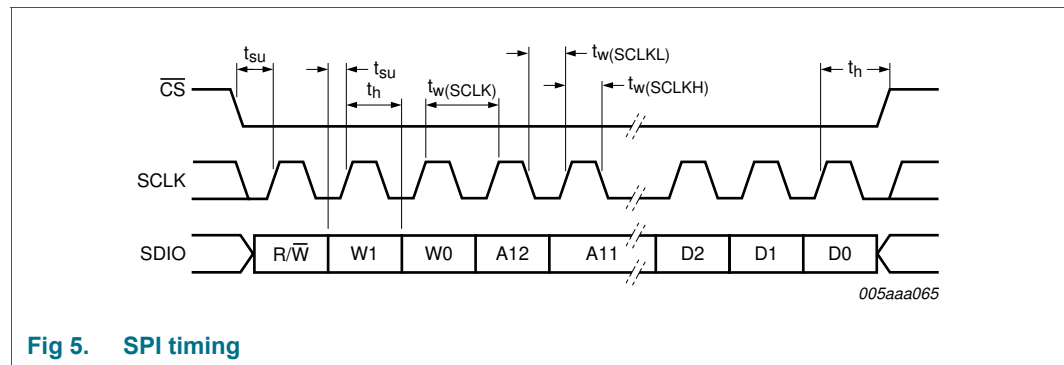 tsu
tsu
th
tw(SCLK)
tw(SCLKL)
tw(SCLKH)
th
CS
SCLK
SDIO
R/W W1 W0 A12 A11 D2 D1 D0
005aaa065
Fig 5. SPI timing